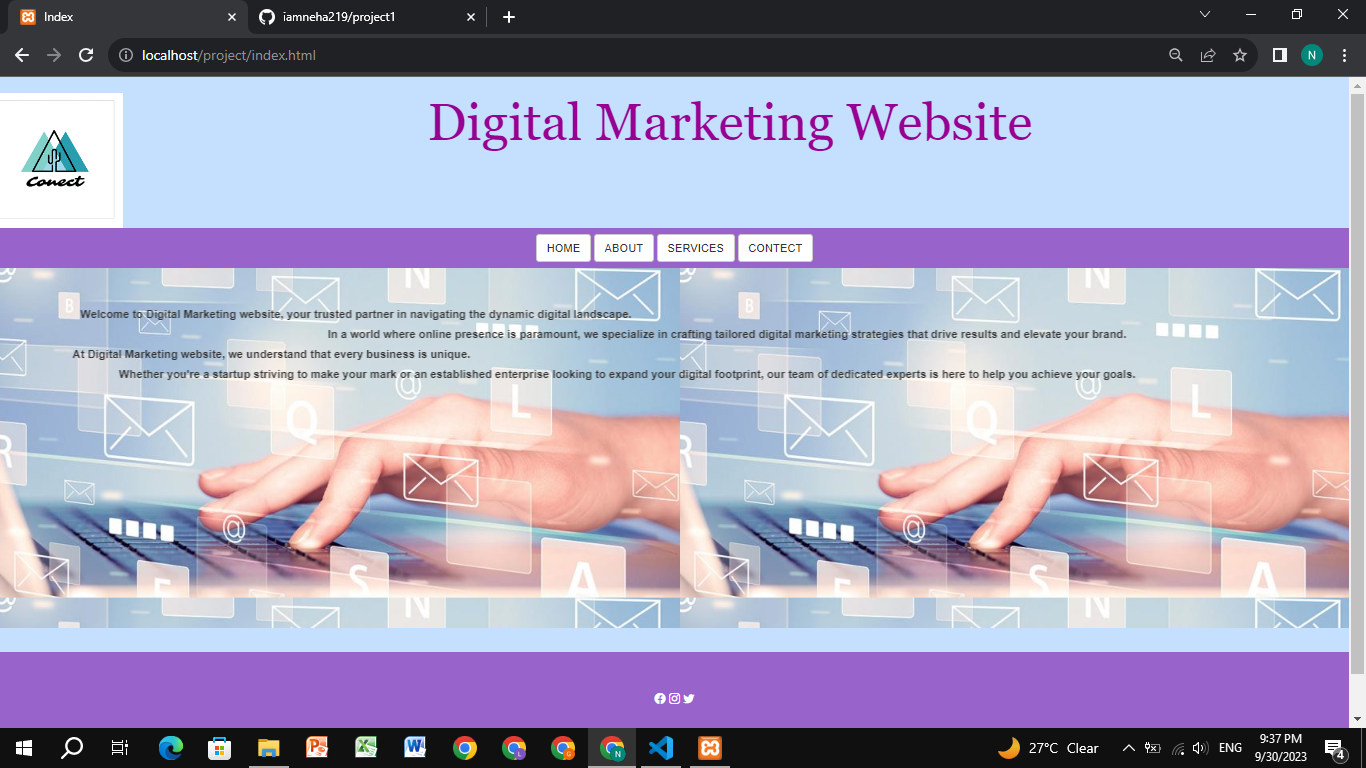 Index
iamneha219/project1
localhost/project/index.html
N
Conect
Digital Marketing Website
HOME ABOUT SERVICES CONTECT
Welcome to Digital Marketing website, your trusted partner in navigating the dynamic digital landscape.
In a world where online presence is paramount, we specialize in crafting tailored digital marketing strategies that drive results and elevate your brand.
At Digital Marketing website, we understand that every business is unique.
Whether you're a startup striving to make your mark or an established enterprise looking to expand your digital footprint, our team of dedicated experts is here to help you achieve your goals.
N N
B B
@ @
Q L Q L
R R
@ @
F S A F S A
N N
27°C Clear
ENG
9:37 PM
9/30/2023
4